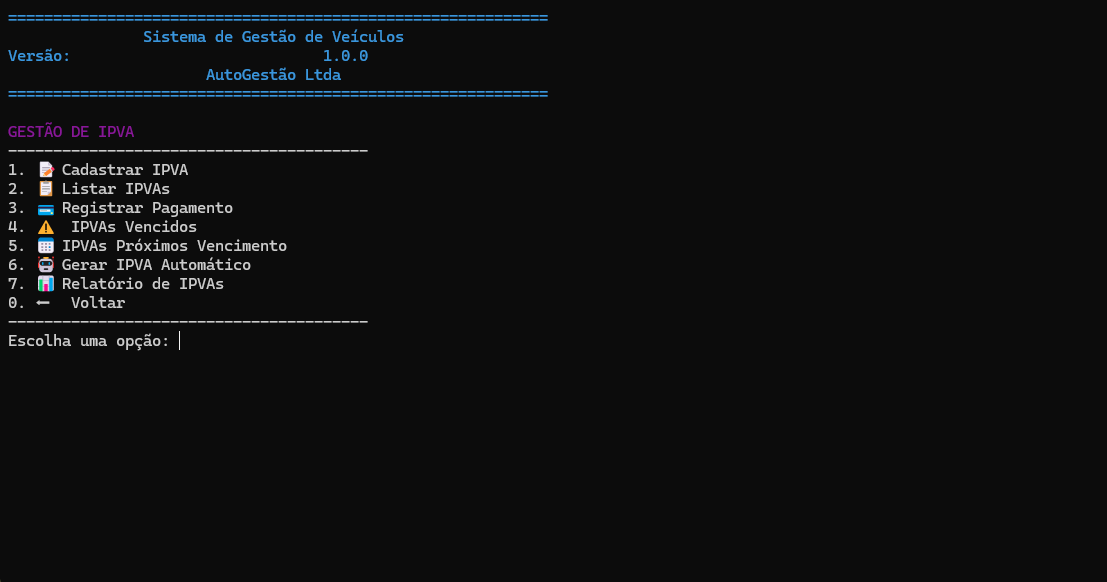 ============================================================
Sistema de Gestão de Veículos
Versão: 1.0.0
AutoGestão Ltda
============================================================
GESTÃO DE IPVA
----------------------------------------
1. 📝 Cadastrar IPVA
2. 📋 Listar IPVAs
3. 💳 Registrar Pagamento
4. ⚠️ IPVAs Vencidos
5. 📅 IPVAs Próximos Vencimento
6. 🤖 Gerar IPVA Automático
7. 📊 Relatório de IPVAs
0. ⬅️ Voltar
----------------------------------------
Escolha uma opção: